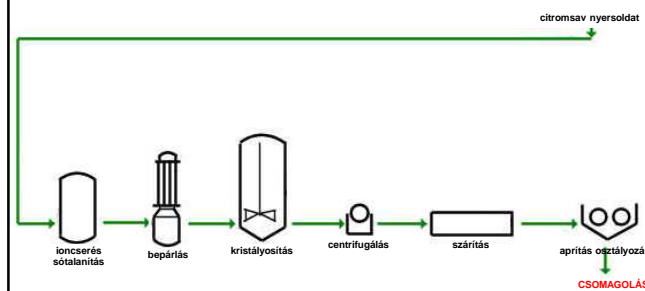 citromsav nyersoldat
ioncserés
sótalanítás
bepárlás
kristályosítás
centrifugálás
szárítás
aprítás osztályozá
CSOMAGOLÁS